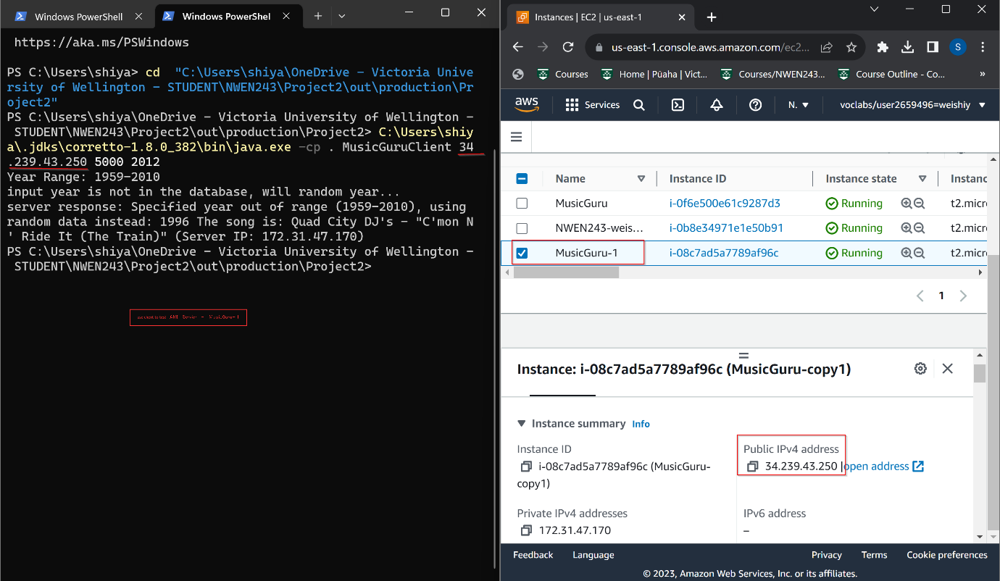 Windows PowerShell
Windows PowerShel
https://aka.ms/PSWindows
PS C:\Users\shiya> cd  "C:\Users\shiya\OneDrive - Victoria Unive
rsity of Wellington - STUDENT\NWEN243\Project2\out\production\Pr
oject2"
PS C:\Users\shiya\OneDrive - Victoria University of Wellington -
STUDENT\NWEN243\Project2\out\production\Project2> C:\Users\shiy
a\.jdks\corretto-1.8.0_382\bin\java.exe -cp . MusicGuruClient 34
.239.43.250 5000 2012
Year Range: 1959-2010
input year is not in the database, will random year...
server response: Specified year out of range (1959-2010), using
random data instead: 1996 The song is: Quad City DJ's - "C'mon N
' Ride It (The Train)" (Server IP: 172.31.47.170)
PS C:\Users\shiya\OneDrive - Victoria University of Wellington -
STUDENT\NWEN243\Project2\out\production\Project2>
use client to test AMI Server - MusicGuru-1
Instances | EC2 | us-east-1
us-east-1.console.aws.amazon.com/ec2...
S
Courses
Home | Pūaha | Vict...
Courses/NWEN243...
Course Outline - Co...
»
aws
Services
N.
voclabs/user2659496=weishiy
Name
Instance ID
Instance state
Instanc
MusicGuru
i-0f6e500e61c9287d3
Running
t2.micr
NWEN243-weis...
i-0b8e34971e1e50b91
Running
t2.micr
MusicGuru-1
i-08c7ad5a7789af96c
Running
t2.micr
1
Instance: i-08c7ad5a7789af96c (MusicGuru-copy1)
Instance summary Info
Instance ID
i-08c7ad5a7789af96c (MusicGuru-
copy1)
Public IPv4 address
34.239.43.250 |open address
Private IPv4 addresses
172.31.47.170
IPv6 address
–
Feedback
Language
Privacy
Terms
Cookie preferences
© 2023, Amazon Web Services, Inc. or its affiliates.